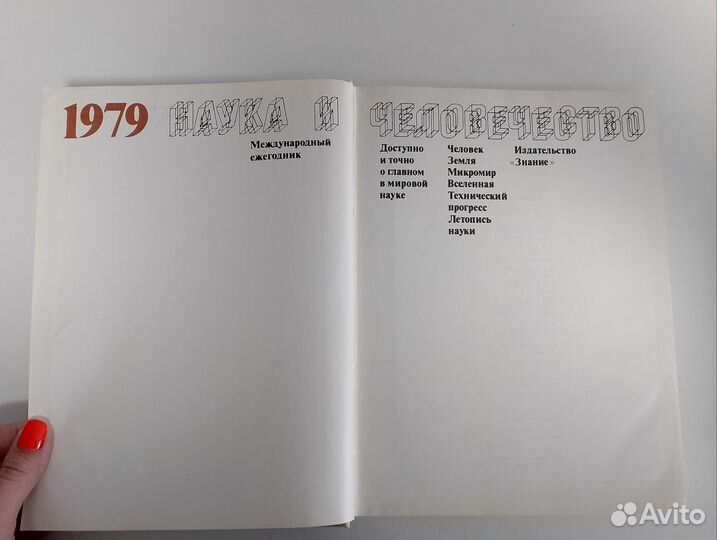 1979 НАУКА И ЧЕЛОВЕЧЕСТВО
Международный
ежегодник
Доступно
и точно
о главном
в мировой
науке
Человек
Земля
Микромир
Вселенная
Технический
прогресс
Летопись
науки
Издательство
«Знание»
Avito